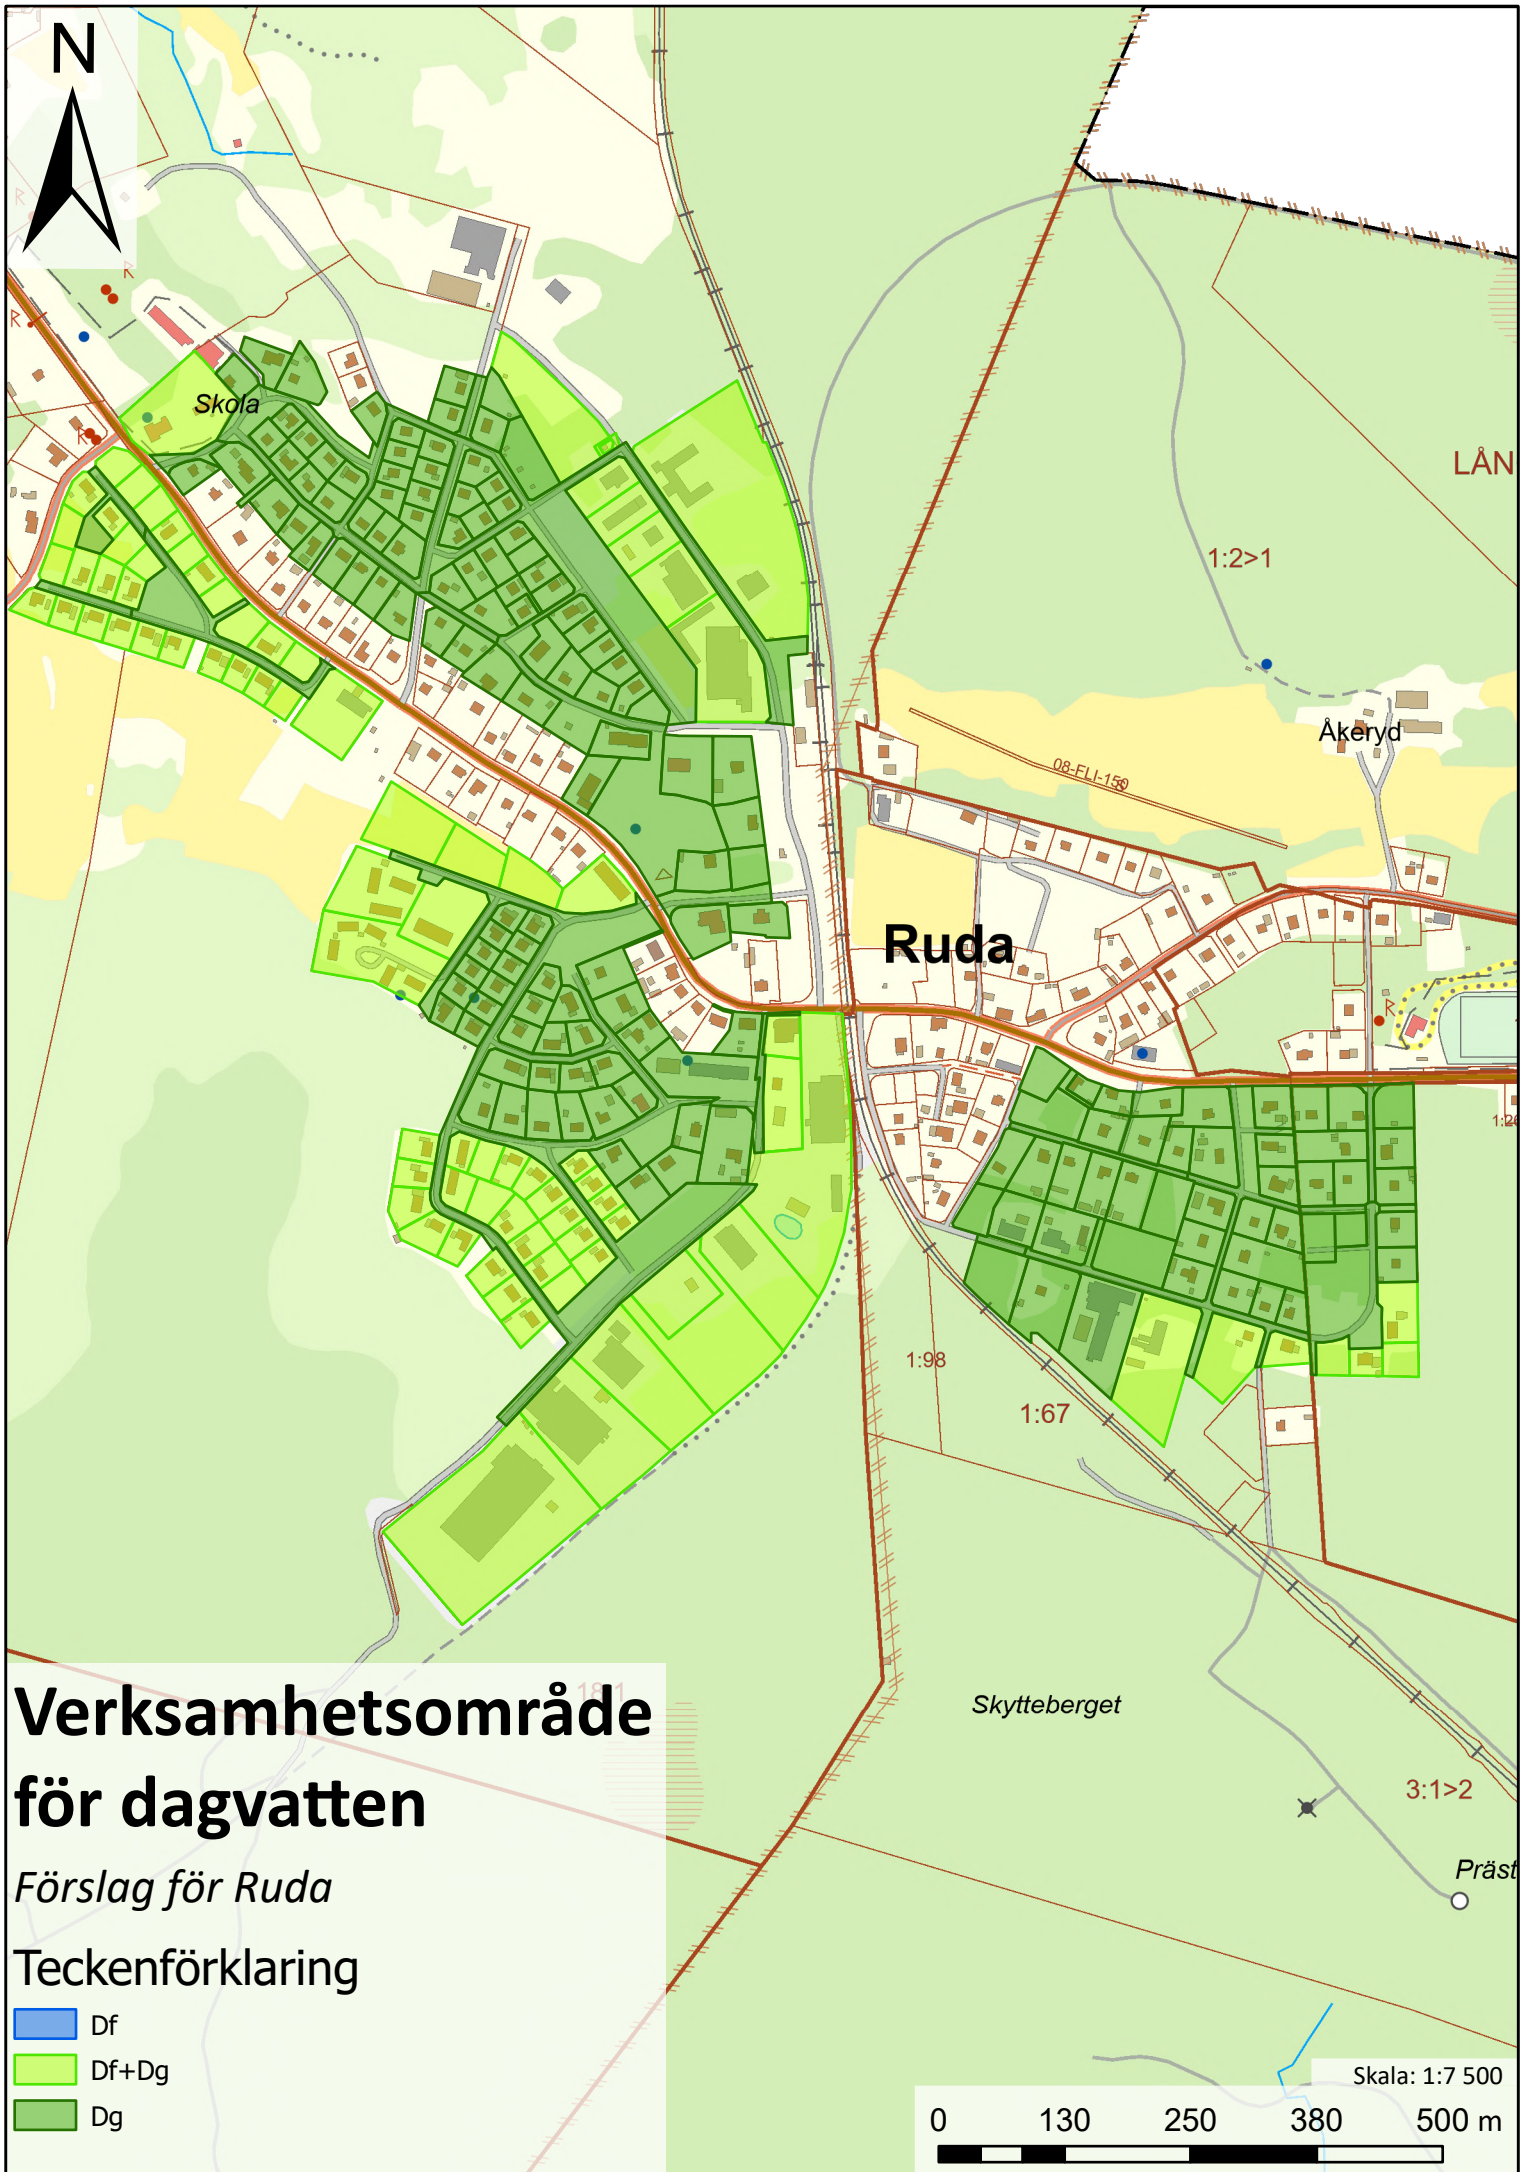 N
R
R
R
R
Skola
LÅN
1:2>1
Åkeryd
08-FLI-150
Ruda
R
1:26
1:98
1:67
Skytteberget
3:1>2
Präst
Verksamhetsområde
för dagvatten
Förslag för Ruda
Teckenförklaring
Df
Df+Dg
Dg
Skala: 1:7 500
0 130 250 380 500 m